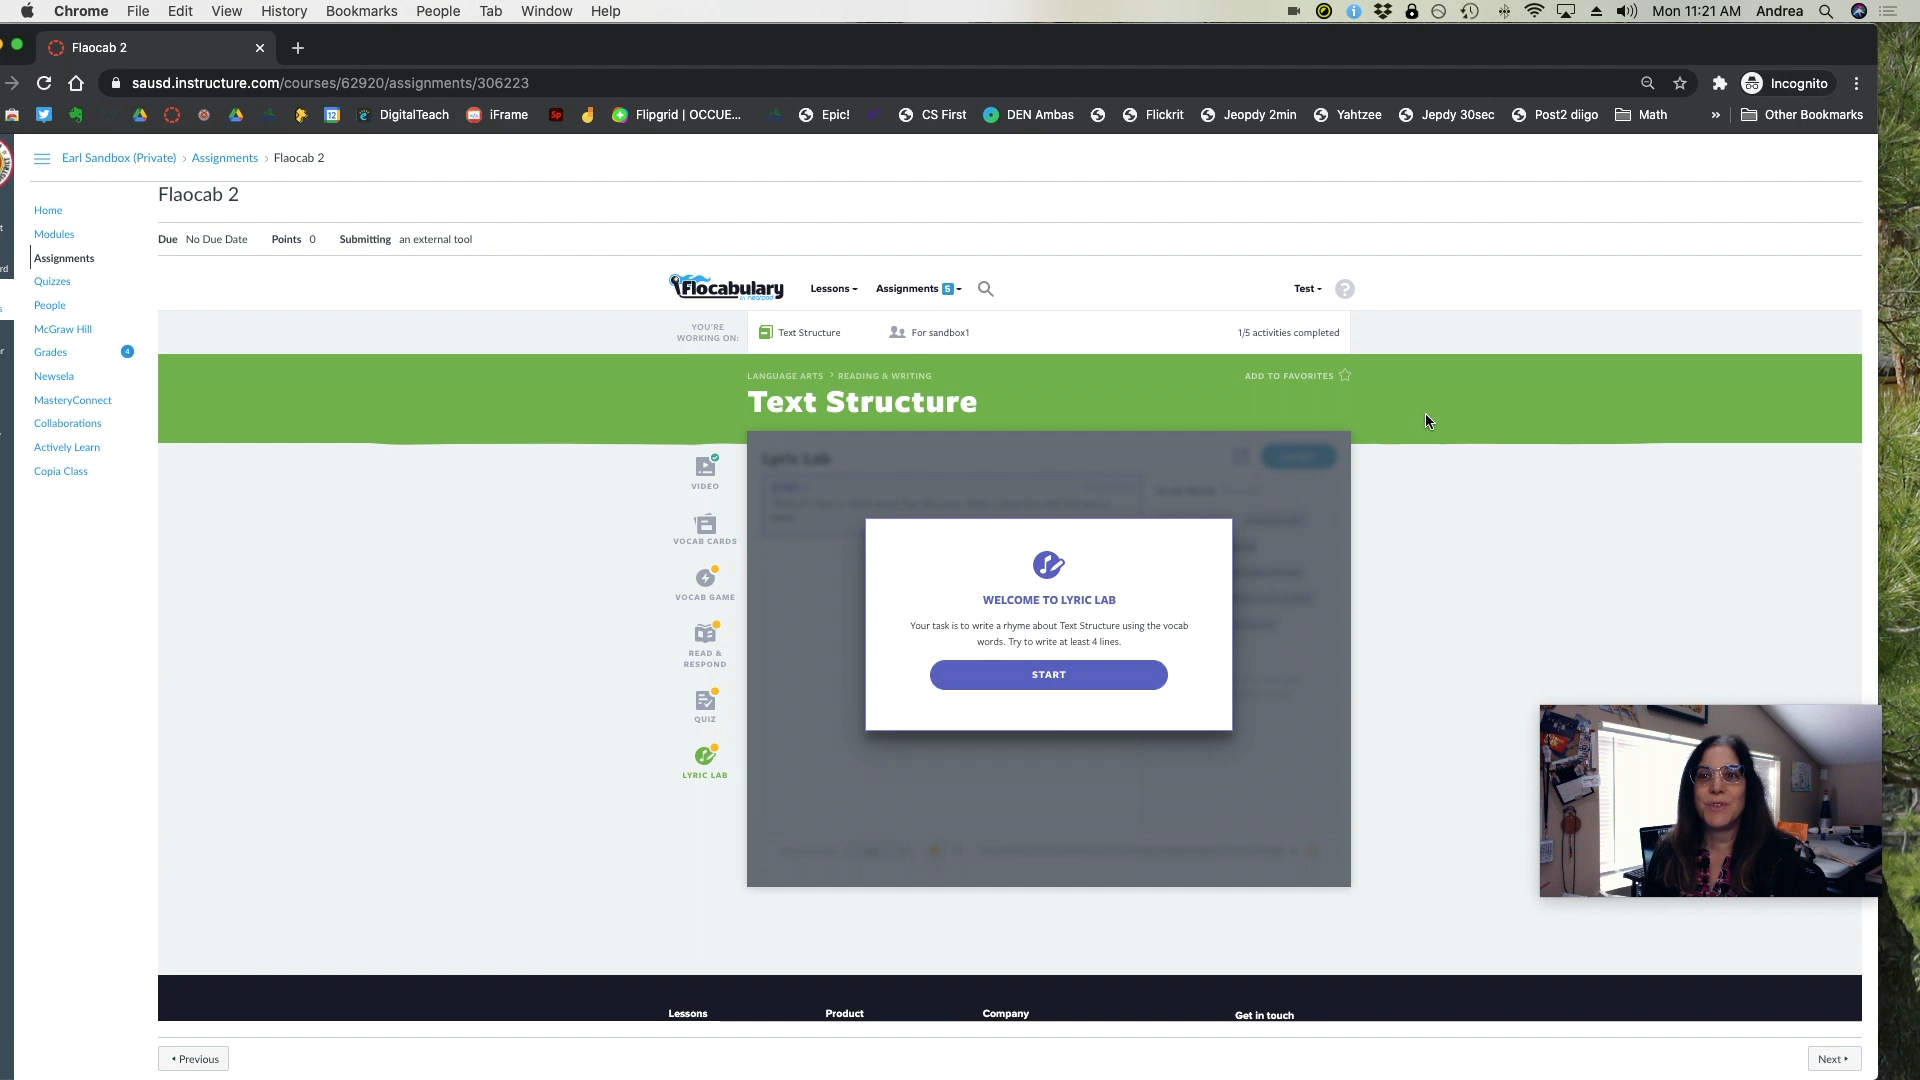 Chrome File Edit View History Bookmarks People Tab Window Help Mon 11:21 AM Andrea
Flaocab 2
sausd.instructure.com/courses/62920/assignments/306223 Incognito
12 DigitalTeach iFrame Sp Flipgrid | OCCUE... Epic! CS First DEN Ambas Flickrit Jeopdy 2min Yahtzee Jepdy 30sec Post2 diigo Math » Other Bookmarks
Earl Sandbox (Private) › Assignments › Flaocab 2
Flaocab 2
Due No Due Date Points 0 Submitting an external tool
Home
Modules
Assignments
Quizzes
People
McGraw Hill
Grades 4
Newsela
MasteryConnect
Collaborations
Actively Learn
Copia Class
Flocabulary
by nearpod
Lessons Assignments 5 Test ?
YOU'RE
WORKING ON:
Text Structure For sandbox1 1/5 activities completed
LANGUAGE ARTS › READING & WRITING ADD TO FAVORITES
Text Structure
VIDEO
VOCAB CARDS
VOCAB GAME
READ &
RESPOND
QUIZ
LYRIC LAB
Lyric Lab
WELCOME TO LYRIC LAB
Your task is to write a rhyme about Text Structure using the vocab
words. Try to write at least 4 lines.
START
Lessons Product Company Get in touch
Previous Next